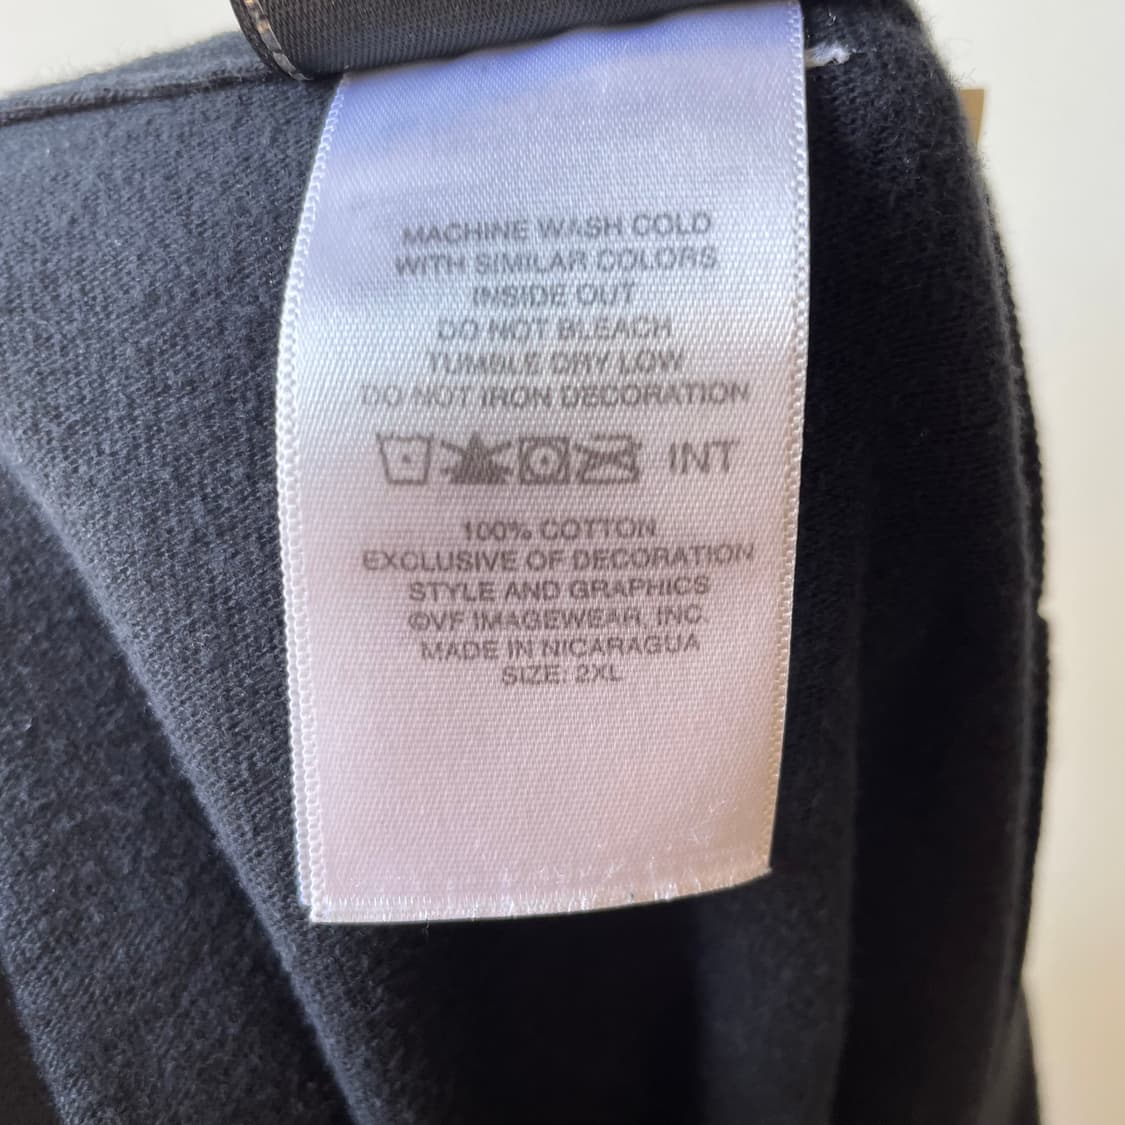 MACHINE WASH COLD
WITH SIMILAR COLORS
INSIDE OUT
DO NOT BLEACH
TUMBLE DRY LOW
DO NOT IRON DECORATION
INT
100% COTTON
EXCLUSIVE OF DECORATION
STYLE AND GRAPHICS
©VF IMAGEWEAR, INC.
MADE IN NICARAGUA
SIZE: 2XL